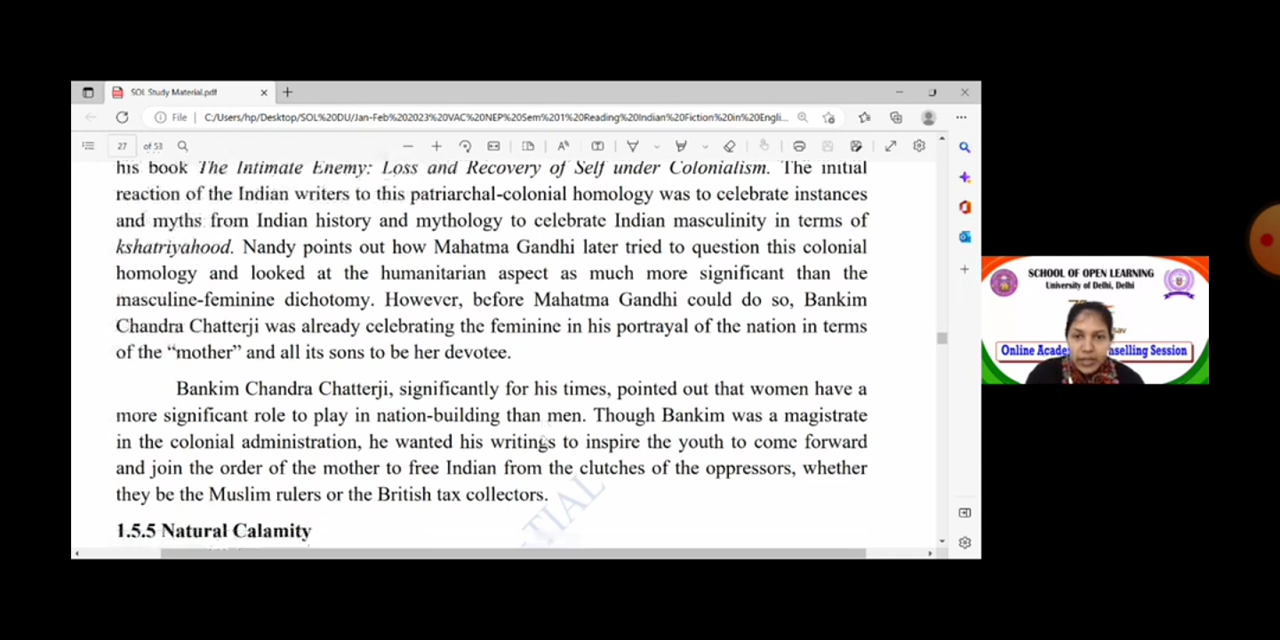 SOL Study Material.pdf
File
C:/Users/hp/Desktop/SOL%20DU/Jan-Feb%202023%20VAC%20NEP%20Sem%201%20Reading%20Indian%20Fiction%20in%20Engli...
27 of 53
his book The Intimate Enemy: Loss and Recovery of Self under Colonialism. The initial
reaction of the Indian writers to this patriarchal-colonial homology was to celebrate instances
and myths from Indian history and mythology to celebrate Indian masculinity in terms of
kshatriyahood. Nandy points out how Mahatma Gandhi later tried to question this colonial
homology and looked at the humanitarian aspect as much more significant than the
masculine-feminine dichotomy. However, before Mahatma Gandhi could do so, Bankim
Chandra Chatterji was already celebrating the feminine in his portrayal of the nation in terms
of the “mother” and all its sons to be her devotee.
Bankim Chandra Chatterji, significantly for his times, pointed out that women have a
more significant role to play in nation-building than men. Though Bankim was a magistrate
in the colonial administration, he wanted his writings to inspire the youth to come forward
and join the order of the mother to free Indian from the clutches of the oppressors, whether
they be the Muslim rulers or the British tax collectors.
1.5.5 Natural Calamity
TIAL
SCHOOL OF OPEN LEARNING
University of Delhi, Delhi
Online Acade
nselling Session